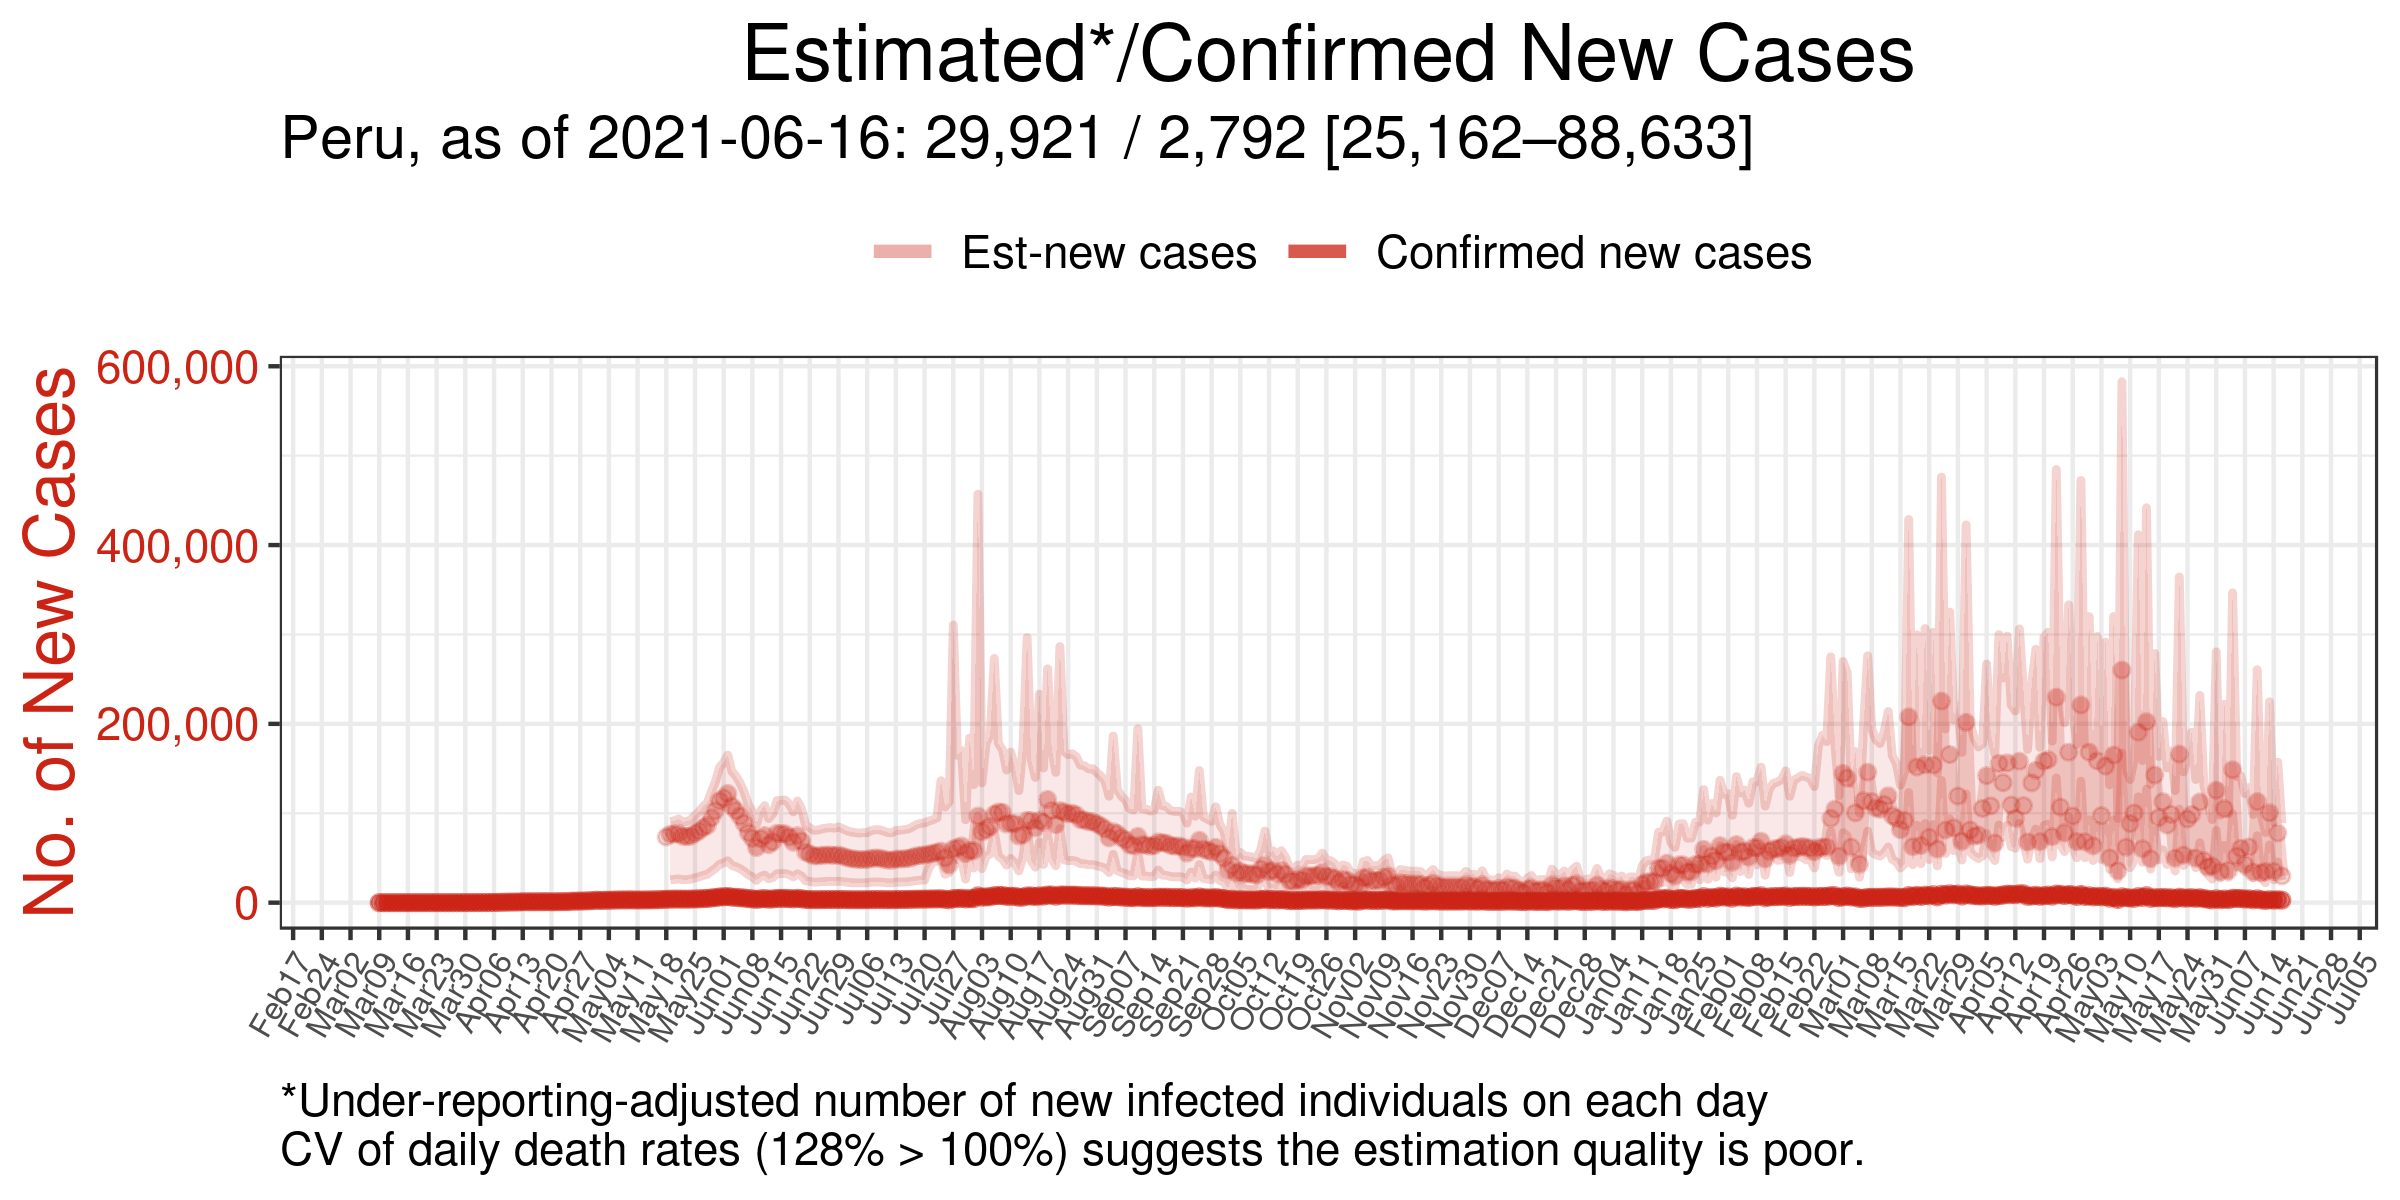 Estimated*/Confirmed New Cases
Peru, as of 2021-06-16: 29,921 / 2,792 [25,162–88,633]
Est-new cases
Confirmed new cases
No. of New Cases
600,000
400,000
200,000
0
Feb17
Feb24
Mar02
Mar09
Mar16
Mar23
Mar30
Apr06
Apr13
Apr20
Apr27
May04
May11
May18
May25
Jun01
Jun08
Jun15
Jun22
Jun29
Jul06
Jul13
Jul20
Jul27
Aug03
Aug10
Aug17
Aug24
Aug31
Sep07
Sep14
Sep21
Sep28
Oct05
Oct12
Oct19
Oct26
Nov02
Nov09
Nov16
Nov23
Nov30
Dec07
Dec14
Dec21
Dec28
Jan04
Jan11
Jan18
Jan25
Feb01
Feb08
Feb15
Feb22
Mar01
Mar08
Mar15
Mar22
Mar29
Apr05
Apr12
Apr19
Apr26
May03
May10
May17
May24
May31
Jun07
Jun14
Jun21
Jun28
Jul05
*Under-reporting-adjusted number of new infected individuals on each day
CV of daily death rates (128% > 100%) suggests the estimation quality is poor.